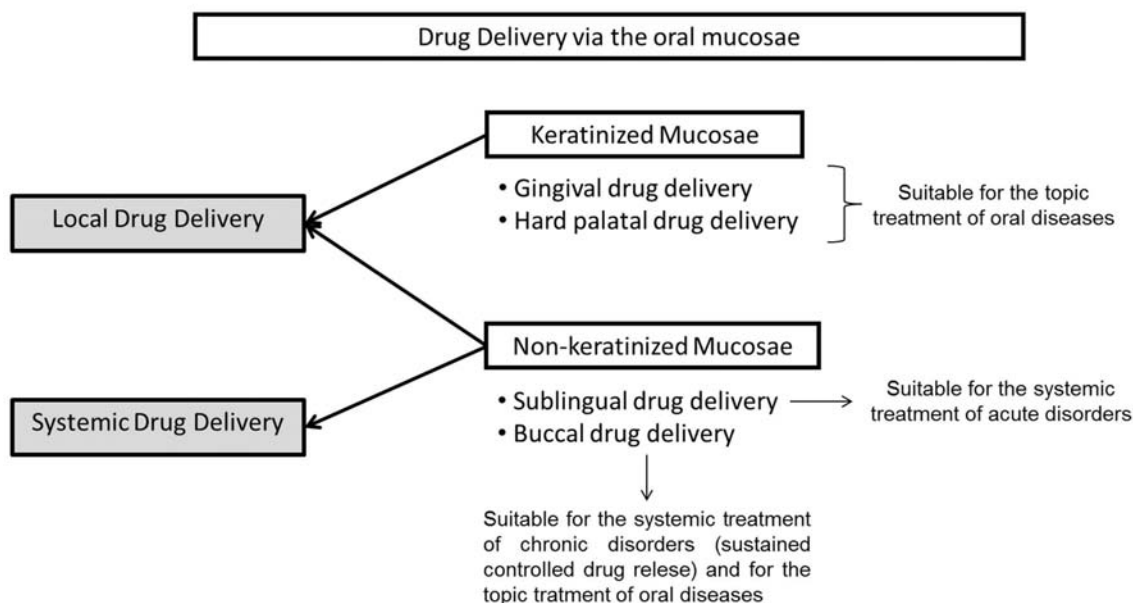 Drug Delivery via the oral mucosae
Keratinized Mucosae
• Gingival drug delivery
• Hard palatal drug delivery
Suitable for the topic
treatment of oral diseases
Local Drug Delivery
Non-keratinized Mucosae
• Sublingual drug delivery
• Buccal drug delivery
Suitable for the systemic
treatment of acute disorders
Systemic Drug Delivery
Suitable for the systemic treatment
of chronic disorders (sustained
controlled drug relese) and for the
topic tratment of oral diseases